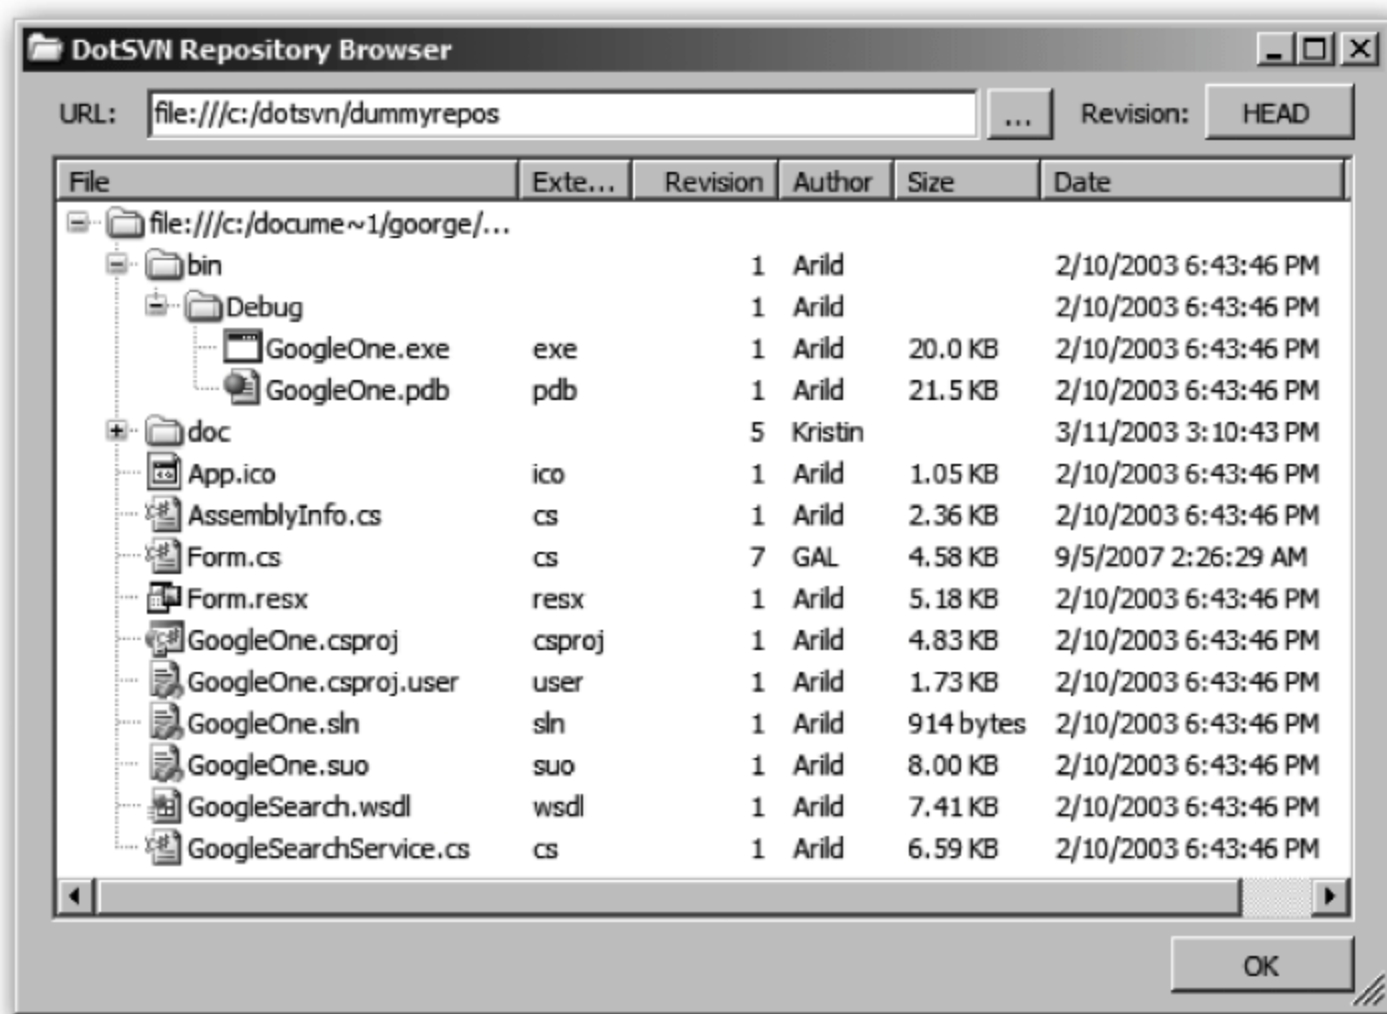 DotSVN Repository Browser
URL: file:///c:/dotsvn/dummyrepos ... Revision: HEAD
File Exte... Revision Author Size Date
file:///c:/docume~1/goorge/...
bin 1 Arild 2/10/2003 6:43:46 PM
Debug 1 Arild 2/10/2003 6:43:46 PM
GoogleOne.exe exe 1 Arild 20.0 KB 2/10/2003 6:43:46 PM
GoogleOne.pdb pdb 1 Arild 21.5 KB 2/10/2003 6:43:46 PM
doc 5 Kristin 3/11/2003 3:10:43 PM
App.ico ico 1 Arild 1.05 KB 2/10/2003 6:43:46 PM
AssemblyInfo.cs cs 1 Arild 2.36 KB 2/10/2003 6:43:46 PM
Form.cs cs 7 GAL 4.58 KB 9/5/2007 2:26:29 AM
Form.resx resx 1 Arild 5.18 KB 2/10/2003 6:43:46 PM
GoogleOne.csproj csproj 1 Arild 4.83 KB 2/10/2003 6:43:46 PM
GoogleOne.csproj.user user 1 Arild 1.73 KB 2/10/2003 6:43:46 PM
GoogleOne.sln sln 1 Arild 914 bytes 2/10/2003 6:43:46 PM
GoogleOne.suo suo 1 Arild 8.00 KB 2/10/2003 6:43:46 PM
GoogleSearch.wsdl wsdl 1 Arild 7.41 KB 2/10/2003 6:43:46 PM
GoogleSearchService.cs cs 1 Arild 6.59 KB 2/10/2003 6:43:46 PM
OK